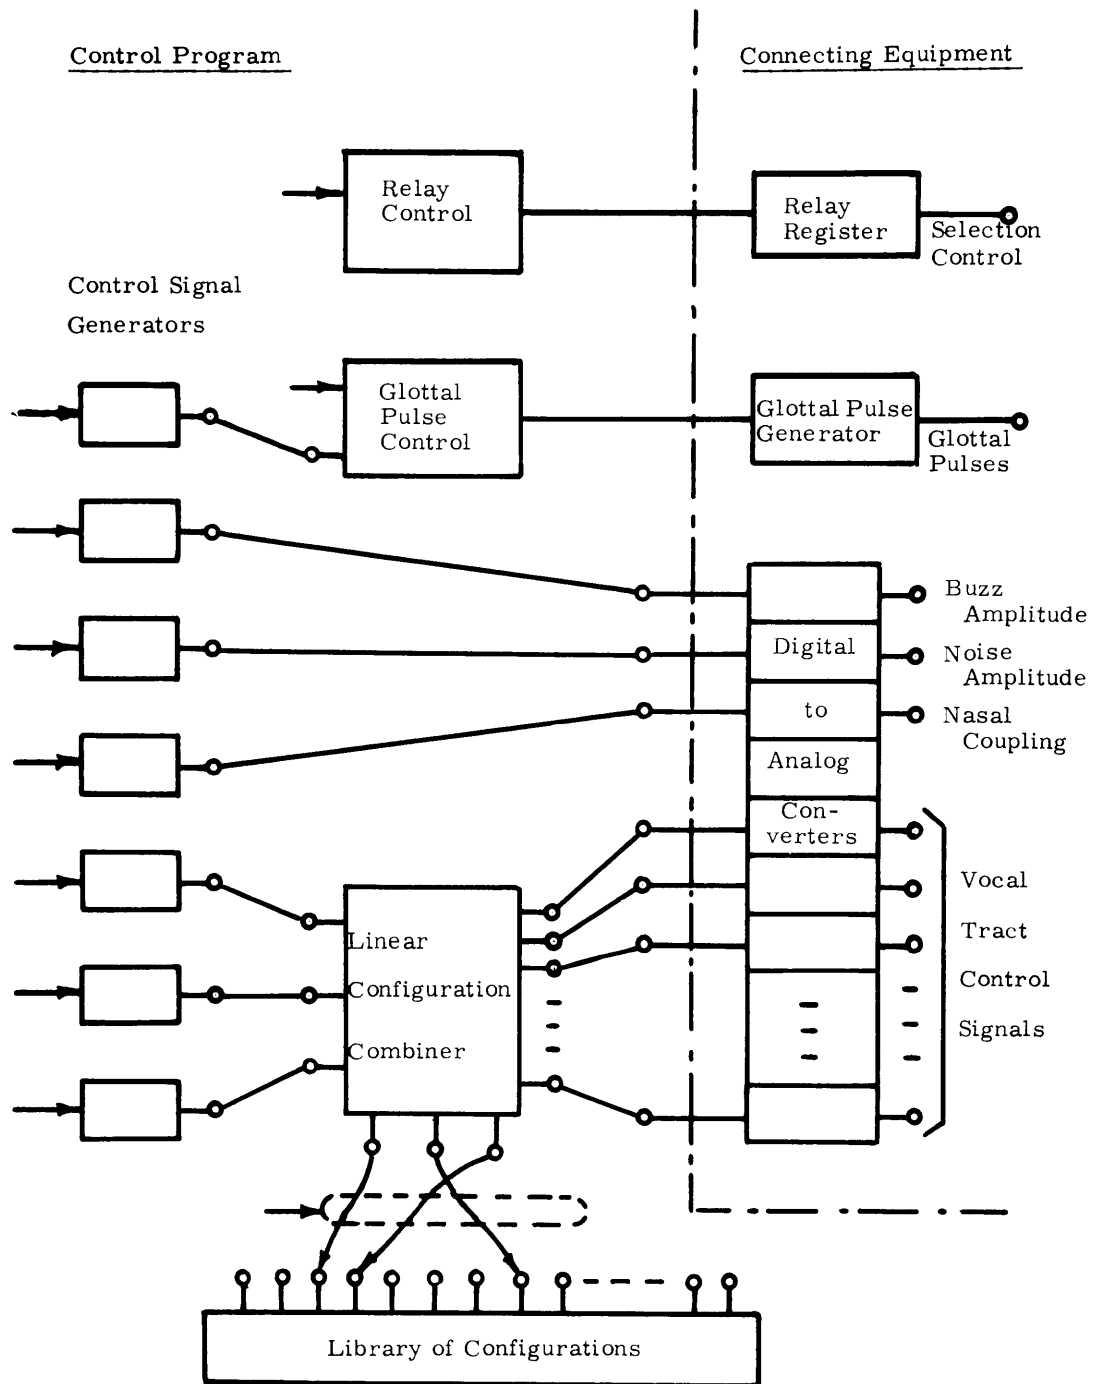 Control Program
Connecting Equipment
Relay
Control
Relay
Register
Selection
Control
Control Signal
Generators
Glottal
Pulse
Control
Glottal Pulse
Generator
Glottal
Pulses
Buzz
Amplitude
Digital
Noise
Amplitude
to
Nasal
Coupling
Analog
Con-
verters
Linear
Configuration
Combiner
Vocal
Tract
Control
Signals
Library of Configurations